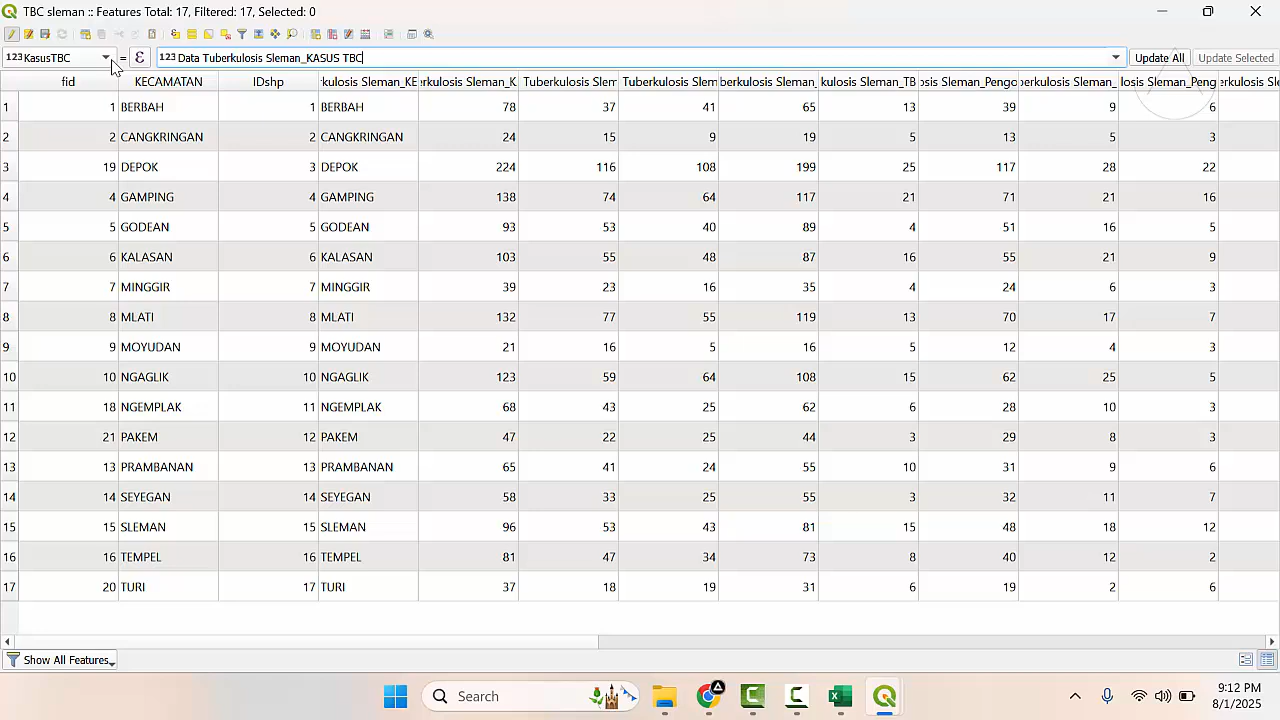 TBC sleman :: Features Total: 17, Filtered: 17, Selected: 0
123 KasusTBC = ε 123 Data Tuberkulosis Sleman_KASUS TBC Update All Update Selected
fid KECAMATAN IDshp kulosis Sleman_KE erkulosis Sleman_K Tuberkulosis Slem Tuberkulosis Slem berkulosis Sleman_ kulosis Sleman_TB osis Sleman_Pengo erkulosis Sleman_ losis Sleman_Peng erkulosis Sle
1 1 BERBAH 1 BERBAH 78 37 41 65 13 39 9 6
2 2 CANGKRINGAN 2 CANGKRINGAN 24 15 9 19 5 13 5 3
3 19 DEPOK 3 DEPOK 224 116 108 199 25 117 28 22
4 4 GAMPING 4 GAMPING 138 74 64 117 21 71 21 16
5 5 GODEAN 5 GODEAN 93 53 40 89 4 51 16 5
6 6 KALASAN 6 KALASAN 103 55 48 87 16 55 21 9
7 7 MINGGIR 7 MINGGIR 39 23 16 35 4 24 6 3
8 8 MLATI 8 MLATI 132 77 55 119 13 70 17 7
9 9 MOYUDAN 9 MOYUDAN 21 16 5 16 5 12 4 3
10 10 NGAGLIK 10 NGAGLIK 123 59 64 108 15 62 25 5
11 18 NGEMPLAK 11 NGEMPLAK 68 43 25 62 6 28 10 3
12 21 PAKEM 12 PAKEM 47 22 25 44 3 29 8 3
13 13 PRAMBANAN 13 PRAMBANAN 65 41 24 55 10 31 9 6
14 14 SEYEGAN 14 SEYEGAN 58 33 25 55 3 32 11 7
15 15 SLEMAN 15 SLEMAN 96 53 43 81 15 48 18 12
16 16 TEMPEL 16 TEMPEL 81 47 34 73 8 40 12 2
17 20 TURI 17 TURI 37 18 19 31 6 19 2 6
Show All Features
Search
9:12 PM
8/1/2025